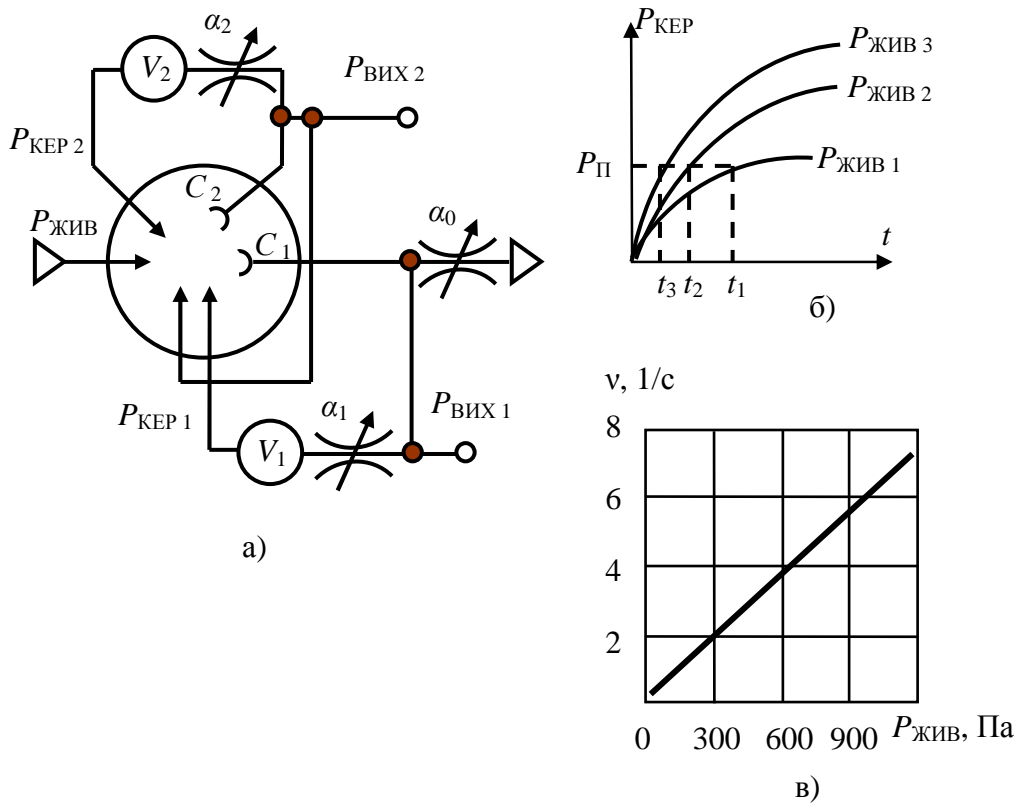 α2
V2
PВИХ 2
PКЕР 2
C2
PЖИВ
C1
α0
PКЕР 1
α1
PВИХ 1
V1
а)
PКЕР
PЖИВ 3
PЖИВ 2
PП
PЖИВ 1
t
t3 t2 t1
б)
ν, 1/с
8
6
4
2
0 300 600 900 PЖИВ, Па
в)